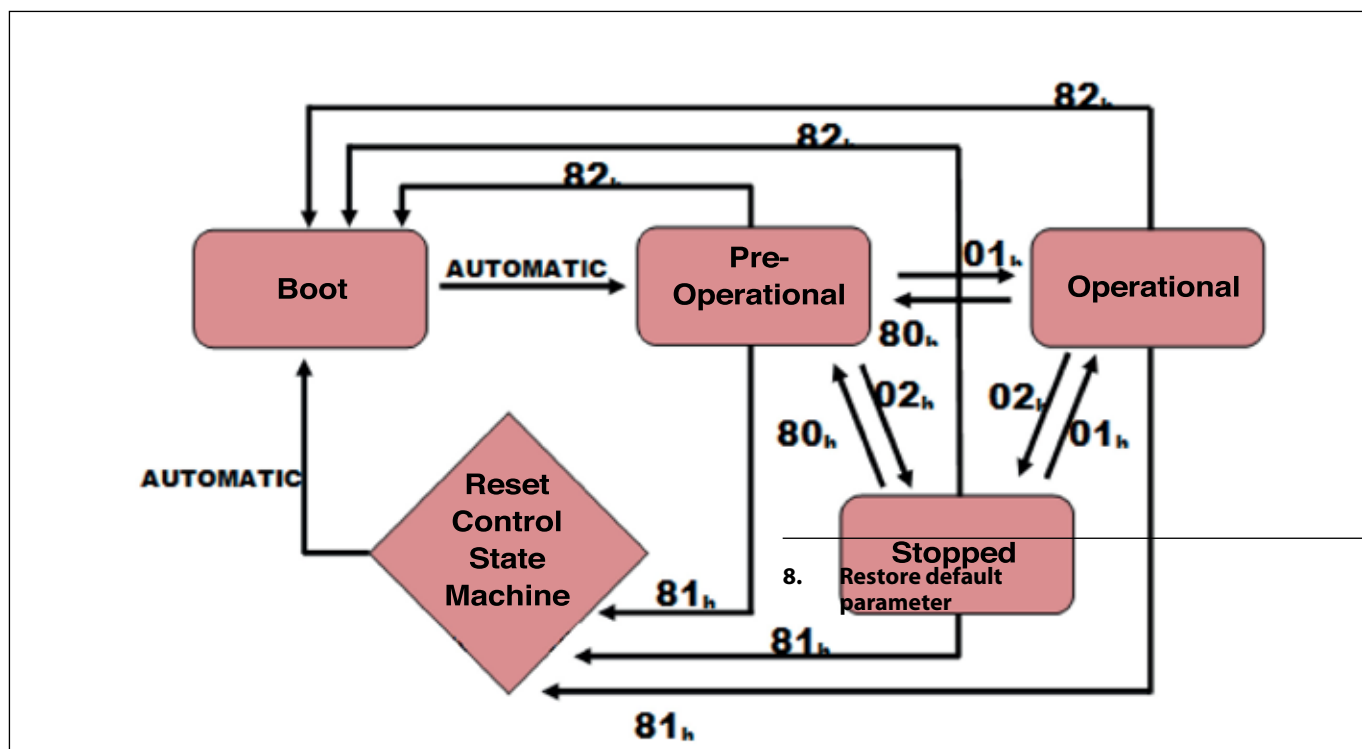 82h
82h
82h
Boot
AUTOMATIC
Pre-
Operational
01h
Operational
80h
02h
02h
80h
01h
AUTOMATIC
Reset
Control
State
Machine
Stopped
8. Restore default
parameter
81h
81h
81h